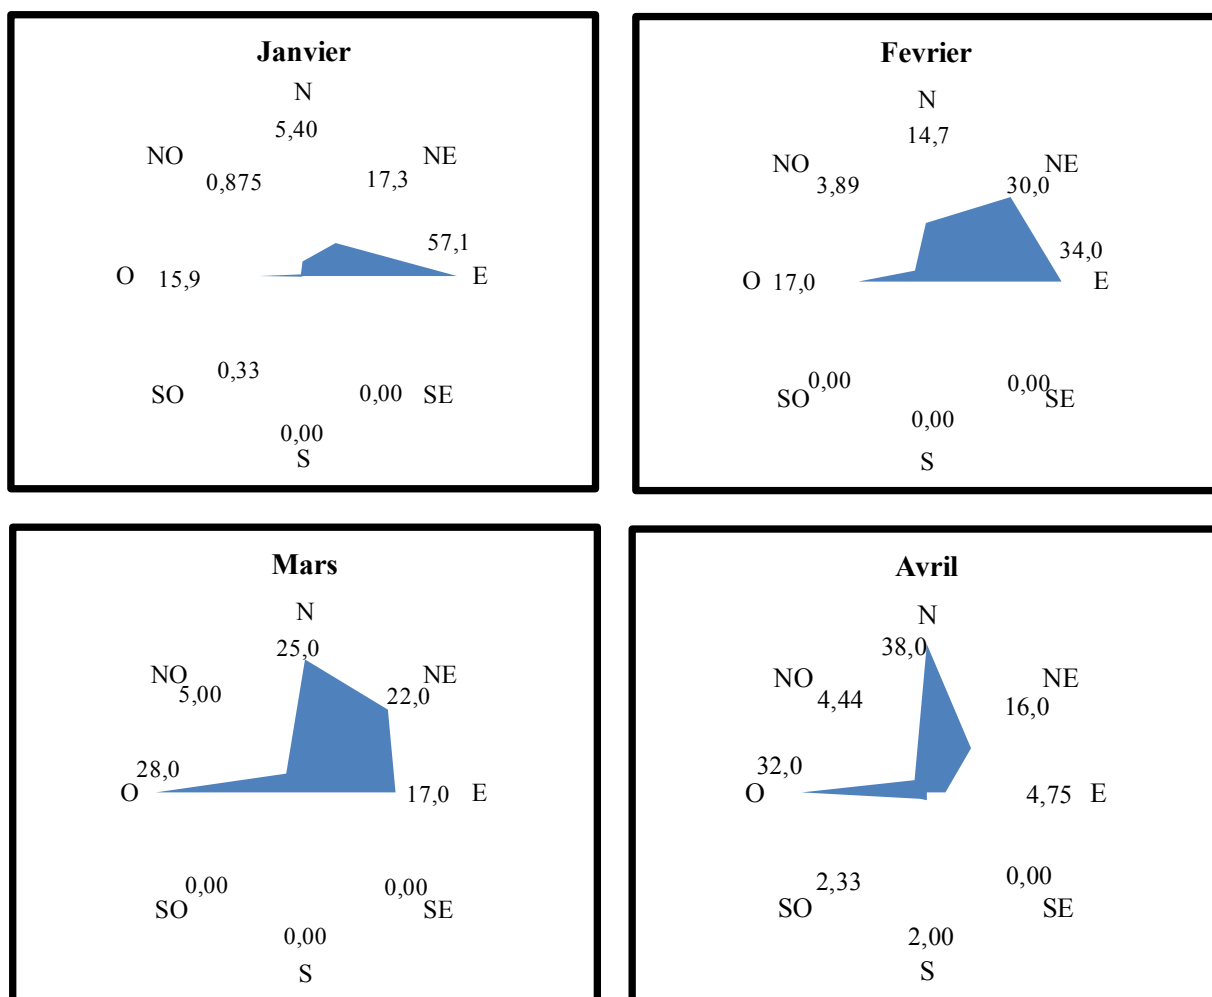 Janvier
N
5,40
NO
NE
0,875
17,3
57,1
O
15,9
E
0,33
SO
0,00
SE
0,00
S
Fevrier
N
14,7
NO
NE
3,89
30,0
34,0
O
17,0
E
0,00
SO
0,00
SE
0,00
S
Mars
N
25,0
NO
NE
5,00
22,0
28,0
O
17,0
E
0,00
SO
0,00
SE
0,00
S
Avril
N
38,0
NO
NE
4,44
16,0
32,0
O
4,75
E
2,33
SO
0,00
SE
2,00
S